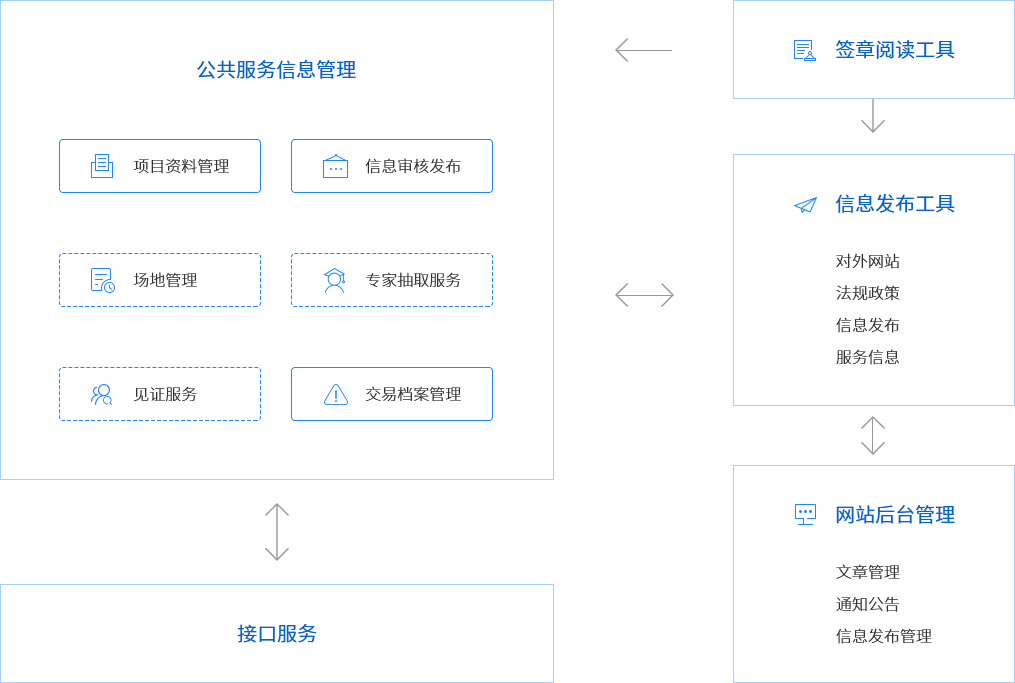 公共服务信息管理
项目资料管理
信息审核发布
场地管理
专家抽取服务
见证服务
交易档案管理
接口服务
签章阅读工具
信息发布工具
对外网站
法规政策
信息发布
服务信息
网站后台管理
文章管理
通知公告
信息发布管理